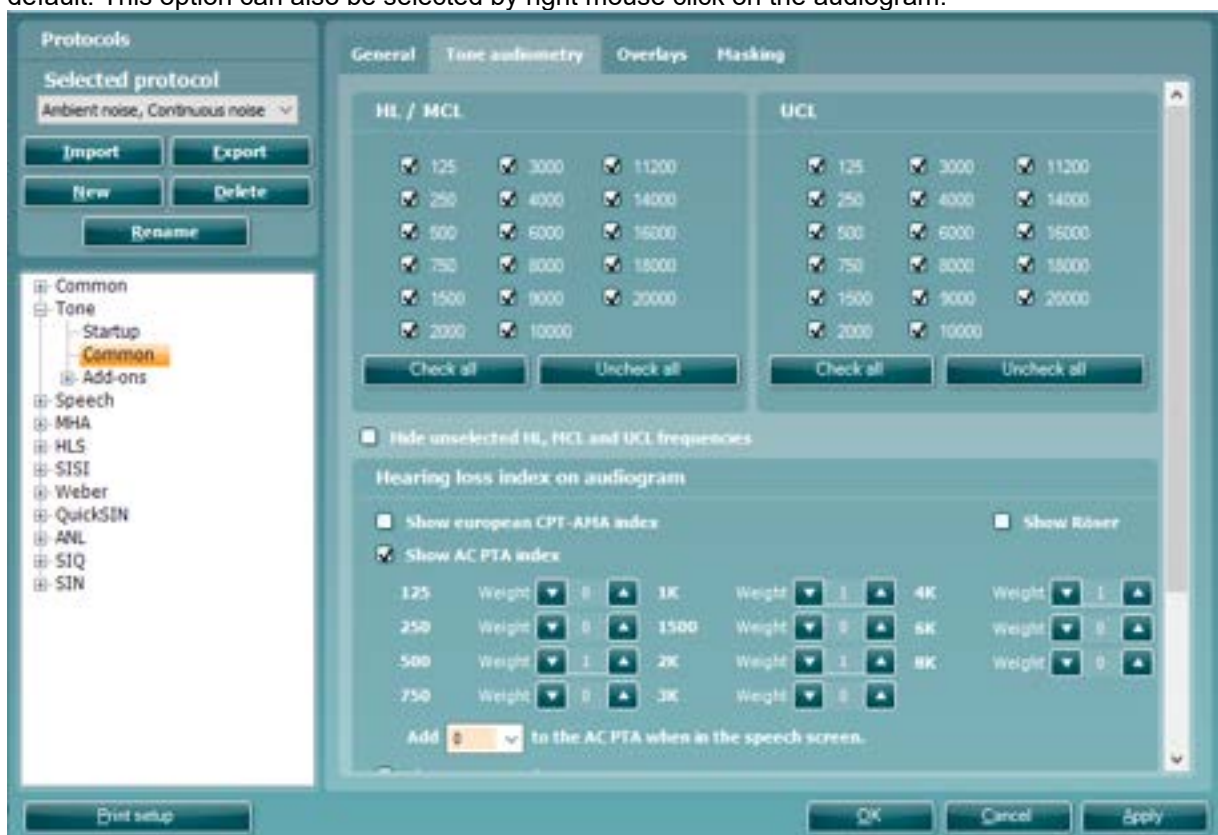 default. This option can also be selected by right mouse click on the audiogram.
Protocols
Selected protocol
Ambient noise, Continuous noise
Import Export
New Delete
Rename
Common
Tone
Startup
Common
Add-ons
Speech
MHA
HLS
SISI
Weber
QuickSIN
ANL
SIQ
SIN
Print setup
General Tone audiometry Overlays Masking
HL / MCL
125 3000 11200
250 4000 14000
500 6000 16000
750 8000 18000
1500 9000 20000
2000 10000
Check all Uncheck all
UCL
125 3000 11200
250 4000 14000
500 6000 16000
750 8000 18000
1500 9000 20000
2000 10000
Check all Uncheck all
Hide unselected HL, MCL and UCL frequencies
Hearing loss index on audiogram
Show european CPT-AMA index Show Röser
Show AC PTA index
125 Weight 0 1K Weight 1 4K Weight 1
250 Weight 0 1500 Weight 0 6K Weight 0
500 Weight 1 2K Weight 1 8K Weight 0
750 Weight 0 3K Weight 0
Add 0 to the AC PTA when in the speech screen.
OK Cancel Apply